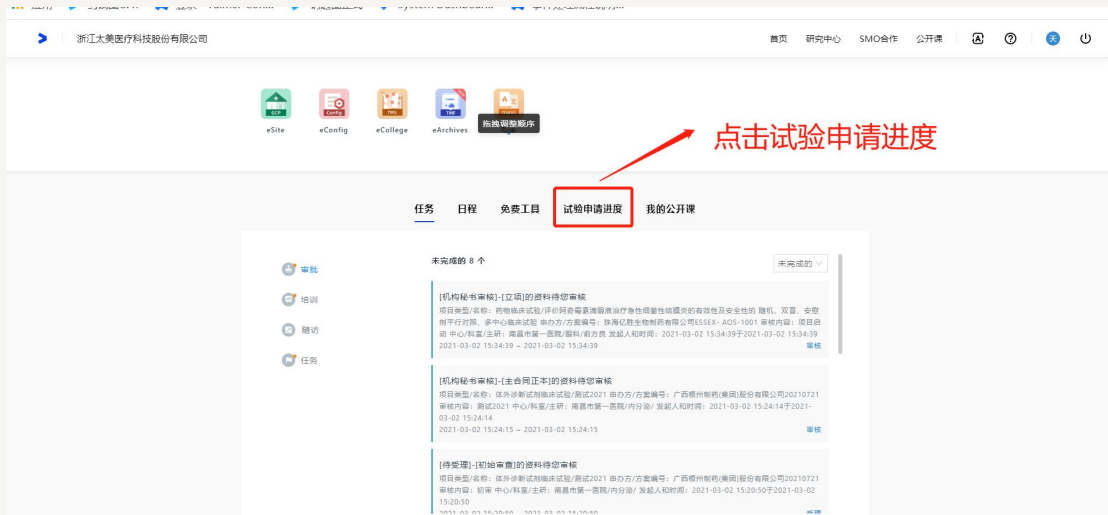 浙江太美医疗科技股份有限公司
首页 研究中心 SMO合作 公开课 天
eSite eConfig eCollege eArchives
拖拽调整顺序
点击试验申请进度
任务 日程 免费工具 试验申请进度 我的公开课
审批
培训
随访
任务
未完成的 8 个 未完成的
[机构秘书审核]-[立项]的资料待您审核
项目类型/名称：药物临床试验/评价阿奇霉素滴眼液治疗急性细菌性结膜炎的有效性及安全性的 随机、双盲、安慰
剂平行对照、多中心临床试验 申办方/方案编号：珠海亿胜生物制药有限公司ESSEX- AOS-1001 审核内容：项目启
动 中心/科室/主研：南昌市第一医院/眼科/俞方良 发起人和时间：2021-03-02 15:34:39于2021-03-02 15:34:39
2021-03-02 15:34:39 ~ 2021-03-02 15:34:39 审核
[机构秘书审核]-[主合同正本]的资料待您审核
项目类型/名称：体外诊断试剂临床试验/测试2021 申办方/方案编号：广西梧州制药(集团)股份有限公司20210721
审核内容：测试2021 中心/科室/主研：南昌市第一医院/内分泌/ 发起人和时间：2021-03-02 15:24:14于2021-
03-02 15:24:14
2021-03-02 15:24:15 ~ 2021-03-02 15:24:15 审核
[待受理]-[初始审查]的资料待您审核
项目类型/名称：体外诊断试剂临床试验/测试2021 申办方/方案编号：广西梧州制药(集团)股份有限公司20210721
审核内容：初审 中心/科室/主研：南昌市第一医院/内分泌/ 发起人和时间：2021-03-02 15:20:50于2021-03-02
15:20:50